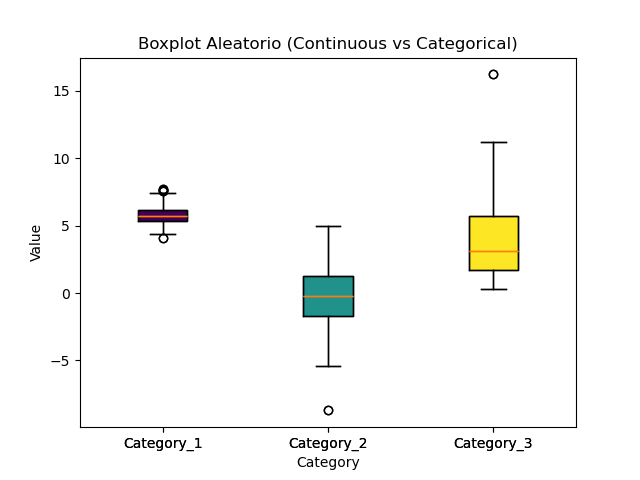 Boxplot Aleatorio (Continuous vs Categorical)
15
10
5
0
−5
Value
Category_1 Category_2 Category_3
Category